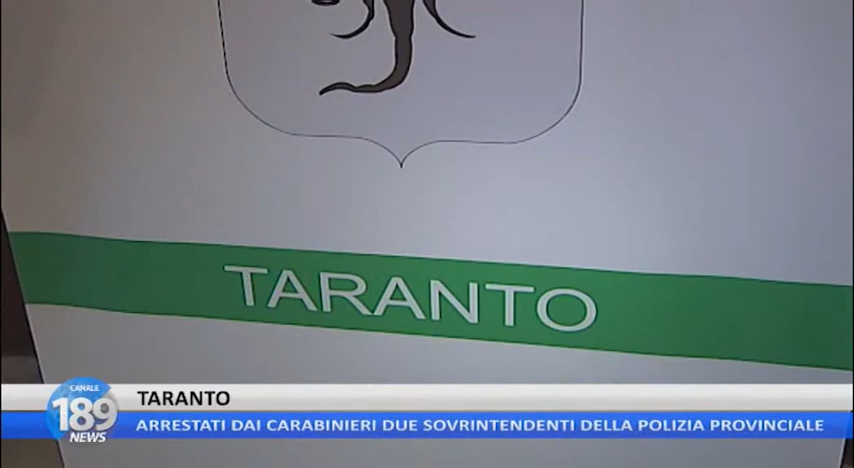 TARANTO
TARANTO
CANALE
189
NEWS
ARRESTATI DAI CARABINIERI DUE SOVRINTENDENTI DELLA POLIZIA PROVINCIALE